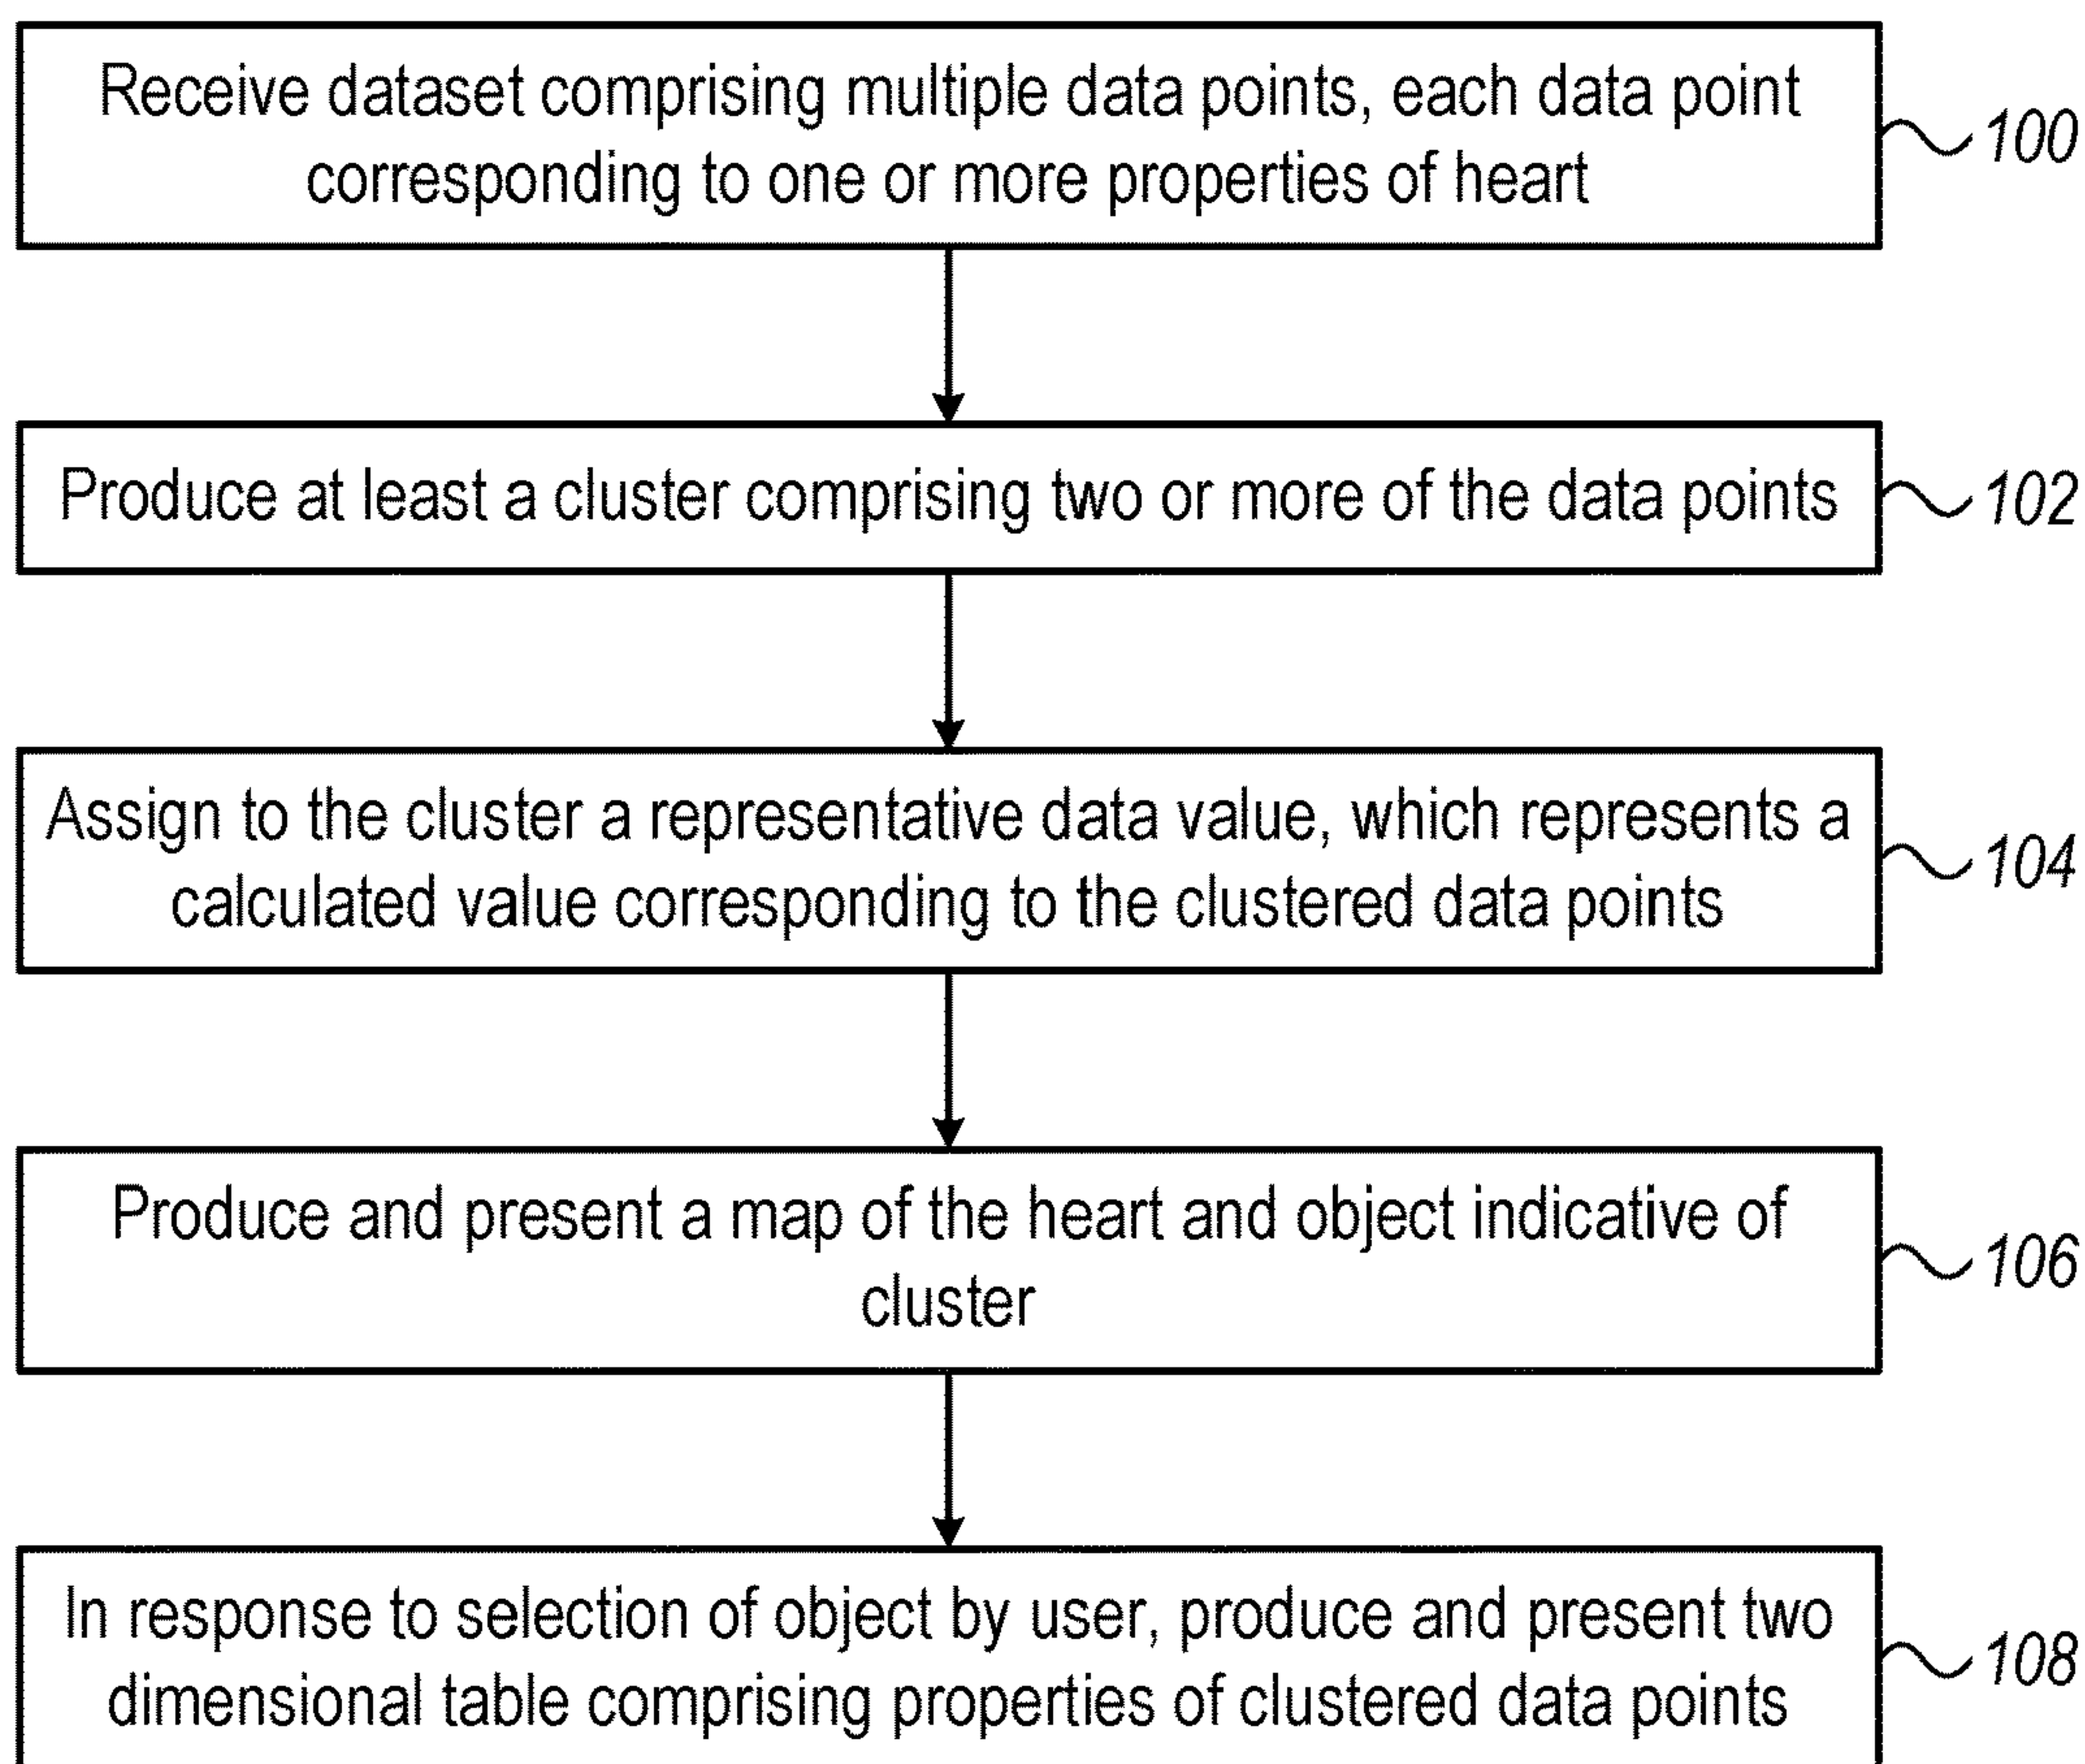 Receive dataset comprising multiple data points, each data point
corresponding to one or more properties of heart
100
Produce at least a cluster comprising two or more of the data points
102
Assign to the cluster a representative data value, which represents a
calculated value corresponding to the clustered data points
104
Produce and present a map of the heart and object indicative of
cluster
106
In response to selection of object by user, produce and present two
dimensional table comprising properties of clustered data points
108